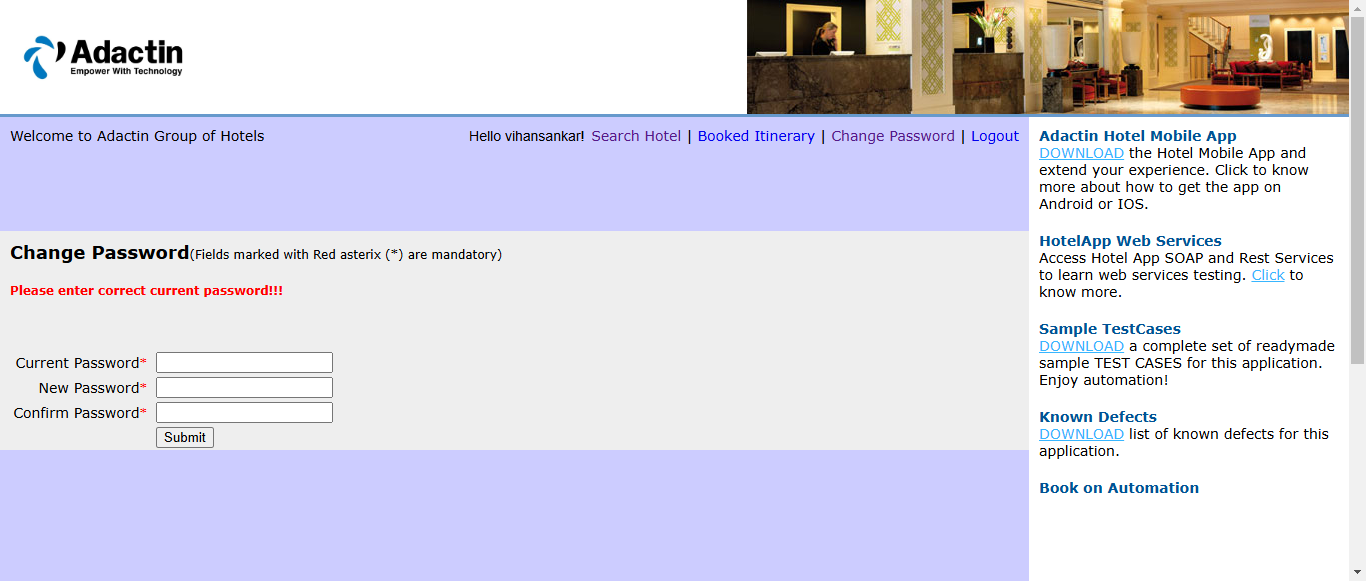 Adactin
Empower With Technology
Welcome to Adactin Group of Hotels
Hello vihansankar! Search Hotel | Booked Itinerary | Change Password | Logout
Change Password(Fields marked with Red asterix (*) are mandatory)
Please enter correct current password!!!
Current Password*
New Password*
Confirm Password*
Submit
Adactin Hotel Mobile App
DOWNLOAD the Hotel Mobile App and
extend your experience. Click to know
more about how to get the app on
Android or IOS.
HotelApp Web Services
Access Hotel App SOAP and Rest Services
to learn web services testing. Click to
know more.
Sample TestCases
DOWNLOAD a complete set of readymade
sample TEST CASES for this application.
Enjoy automation!
Known Defects
DOWNLOAD list of known defects for this
application.
Book on Automation